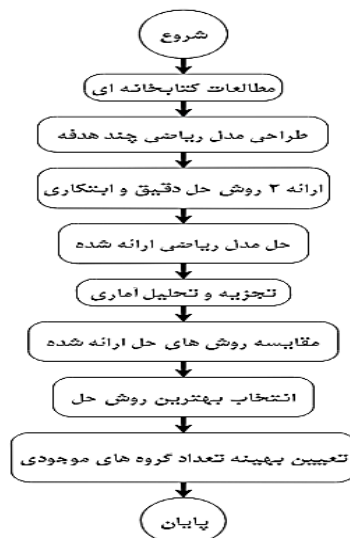 شروع
مطالعات کتابخانه ای
طراحی مدل ریاضی چند هدفه
ارائه ۲ روش حل دقیق و ابتکاری
حل مدل ریاضی ارائه شده
تجزیه و تحلیل آماری
مقایسه روش های حل ارائه شده
انتخاب بهترین روش حل
تعیین بهینه تعداد گروه های موجودی
پایان